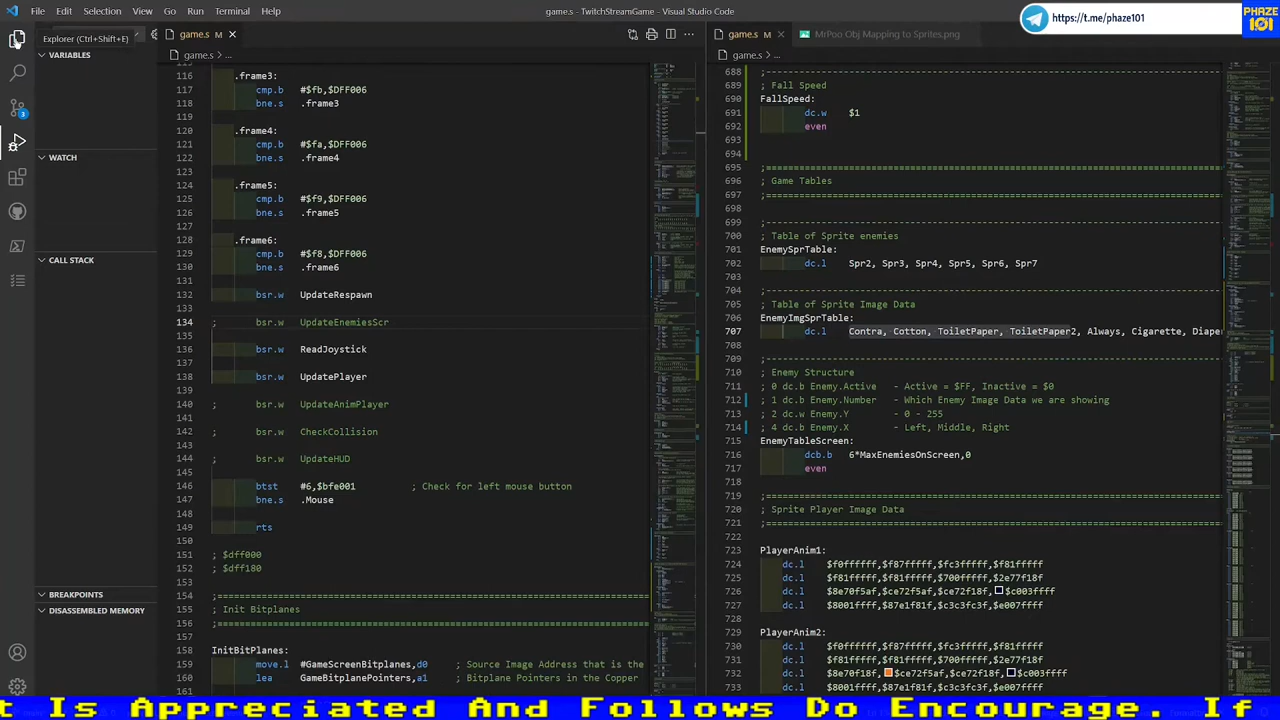 File Edit Selection View Go Run Terminal Help
game.s - TwitchStreamGame - Visual Studio Code
https://t.me/phaze101
PHAZE
101
Explorer (Ctrl+Shift+E)
VARIABLES
WATCH
CALL STACK
BREAKPOINTS
DISASSEMBLED MEMORY
3
game.s M
game.s > ...
116 .frame3:
117 cmp.b #$fb,$DFF006
118 bne.s .frame3
119
120 .frame4:
121 cmp.b #$fa,$DFF006
122 bne.s .frame4
123
124 .frame5:
125 cmp.b #$f9,$DFF006
126 bne.s .frame5
127
128 .frame6:
129 cmp.b #$f8,$DFF006
130 bne.s .frame6
131
132 bsr.w UpdateRespawn
133
134 ; bsr.w UpdateEnemiesScr
135
136 bsr.w ReadJoystick
137
138 bsr.w UpdatePlayer
139
140 ; bsr.w UpdateAnimPlayer
141
142 ; bsr.w CheckCollision
143
144 ; bsr.w UpdateHUD
145
146 btst #6,$bfe001 ; Check for left mouse button
147 bne.s .Mouse
148
149 rts
150
151 ; $dff000
152 ; $dff180
153
154 ;==========================================================================
155 ; Init Bitplanes
156 ;==========================================================================
157
158 InitBitPlanes:
159 move.l #GameScreenBitplanes,d0 ; Source Image Address that is the
160 lea GameBitplanePointers,a1 ; Bitplane Pointers in the Copper
161
game.s M MrPoo Obj Mapping to Sprites.png
game.s > ...
688 ;--------------------------------------------------------------------------
689 ; Fall Speed
690 FallSpeed:
691 dc.w $1
692 even
693
694
695 ;==========================================================================
696 ; Game Tables
697 ;==========================================================================
698
699 ;--------------------------------------------------------------------------
700 ; Table of Sprite enemies
701 EnemySprTable:
702 dc.l Spr2, Spr3, Spr4, Spr5, Spr6, Spr7
703
704 ;--------------------------------------------------------------------------
705 ; Table of Sprite Image Data
706 EnemyImgSprTable:
707 dc.l Contra, Cotton, ToiletPaper, ToiletPaper2, Always, Cigarette, Diaper
708
709 ;--------------------------------------------------------------------------
710 ; Enemy Structure
711 ; 0 dc.b Enemy.Active - Active = $FF, Inactive = $0
712 ; 1 dc.b Enemy.Number - Which Enemy Image Data we are showing
713 ; 2 dc.w Enemy.Y - 0 - 255
714 ; 4 dc.b Enemy.X - Left, Middle, Right
715 EnemyTableScreen:
716 dcb.b 6*MaxEnemiesOnScreen,0
717 even
718
719 ;==========================================================================
720 ; Sprite Player Image Data
721 ;==========================================================================
722
723 PlayerAnim1:
724 dc.l $f0ffffff,$f87fffff,$fc3fffff,$f81fffff
725 dc.l $f81fffff,$f81fffff,$700fffff,$2e77f18f
726 dc.l $8e70f5af,$ce72f5af,$ce72f18f,$c003ffff
727 dc.l $8001ffff,$87e1f81f,$c3c3fc3f,$e007ffff
728
729 PlayerAnim2:
730 dc.l $f0ffffff,$f87fffff,$fc3fffff,$f81fffff
731 dc.l $f81fffff,$f81fffff,$700fffff,$2e77f18f
732 dc.l $8e70f18f,$ce72f5af,$ce72f18f,$c003ffff
733 dc.l $8001ffff,$87e1f81f,$c3c3fc3f,$e007ffff
t Is Appreciated And Follows Do Encourage. If